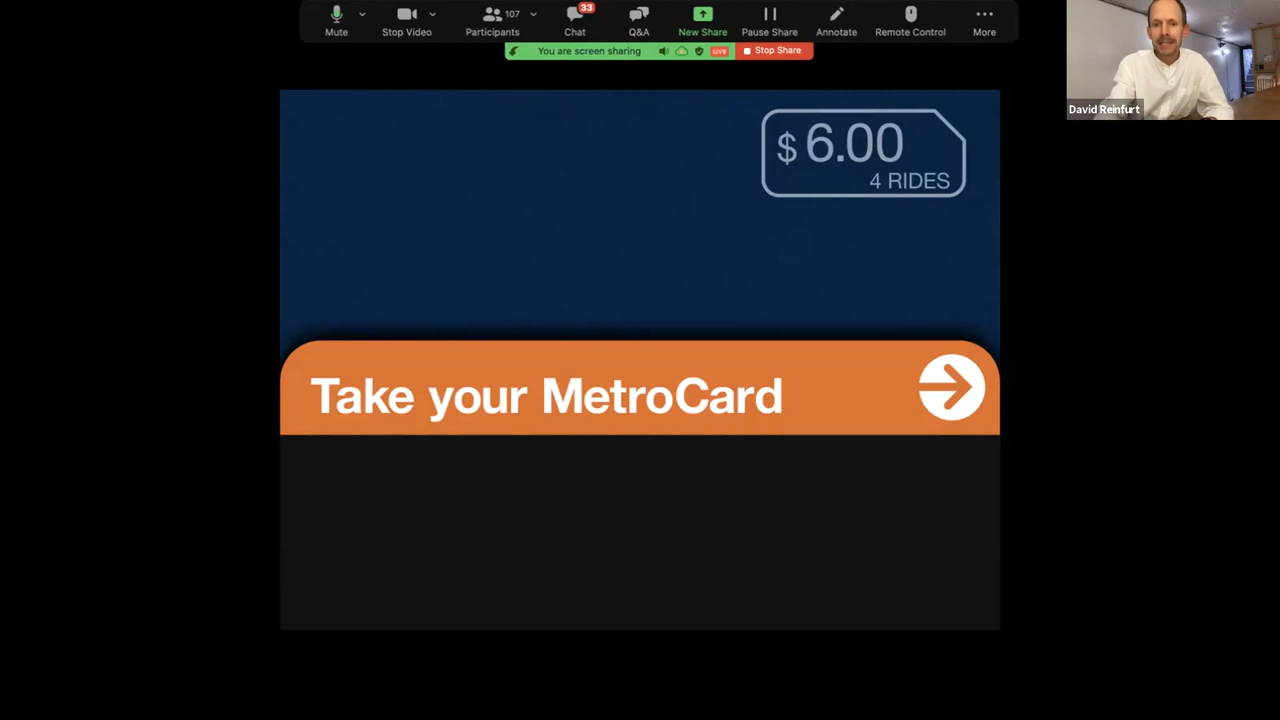 33
107
Mute
Stop Video
Participants
Chat
Q&A
New Share
Pause Share
Annotate
Remote Control
More
You are screen sharing
LIVE
Stop Share
David Reinfurt
$ 6.00
4 RIDES
Take your MetroCard